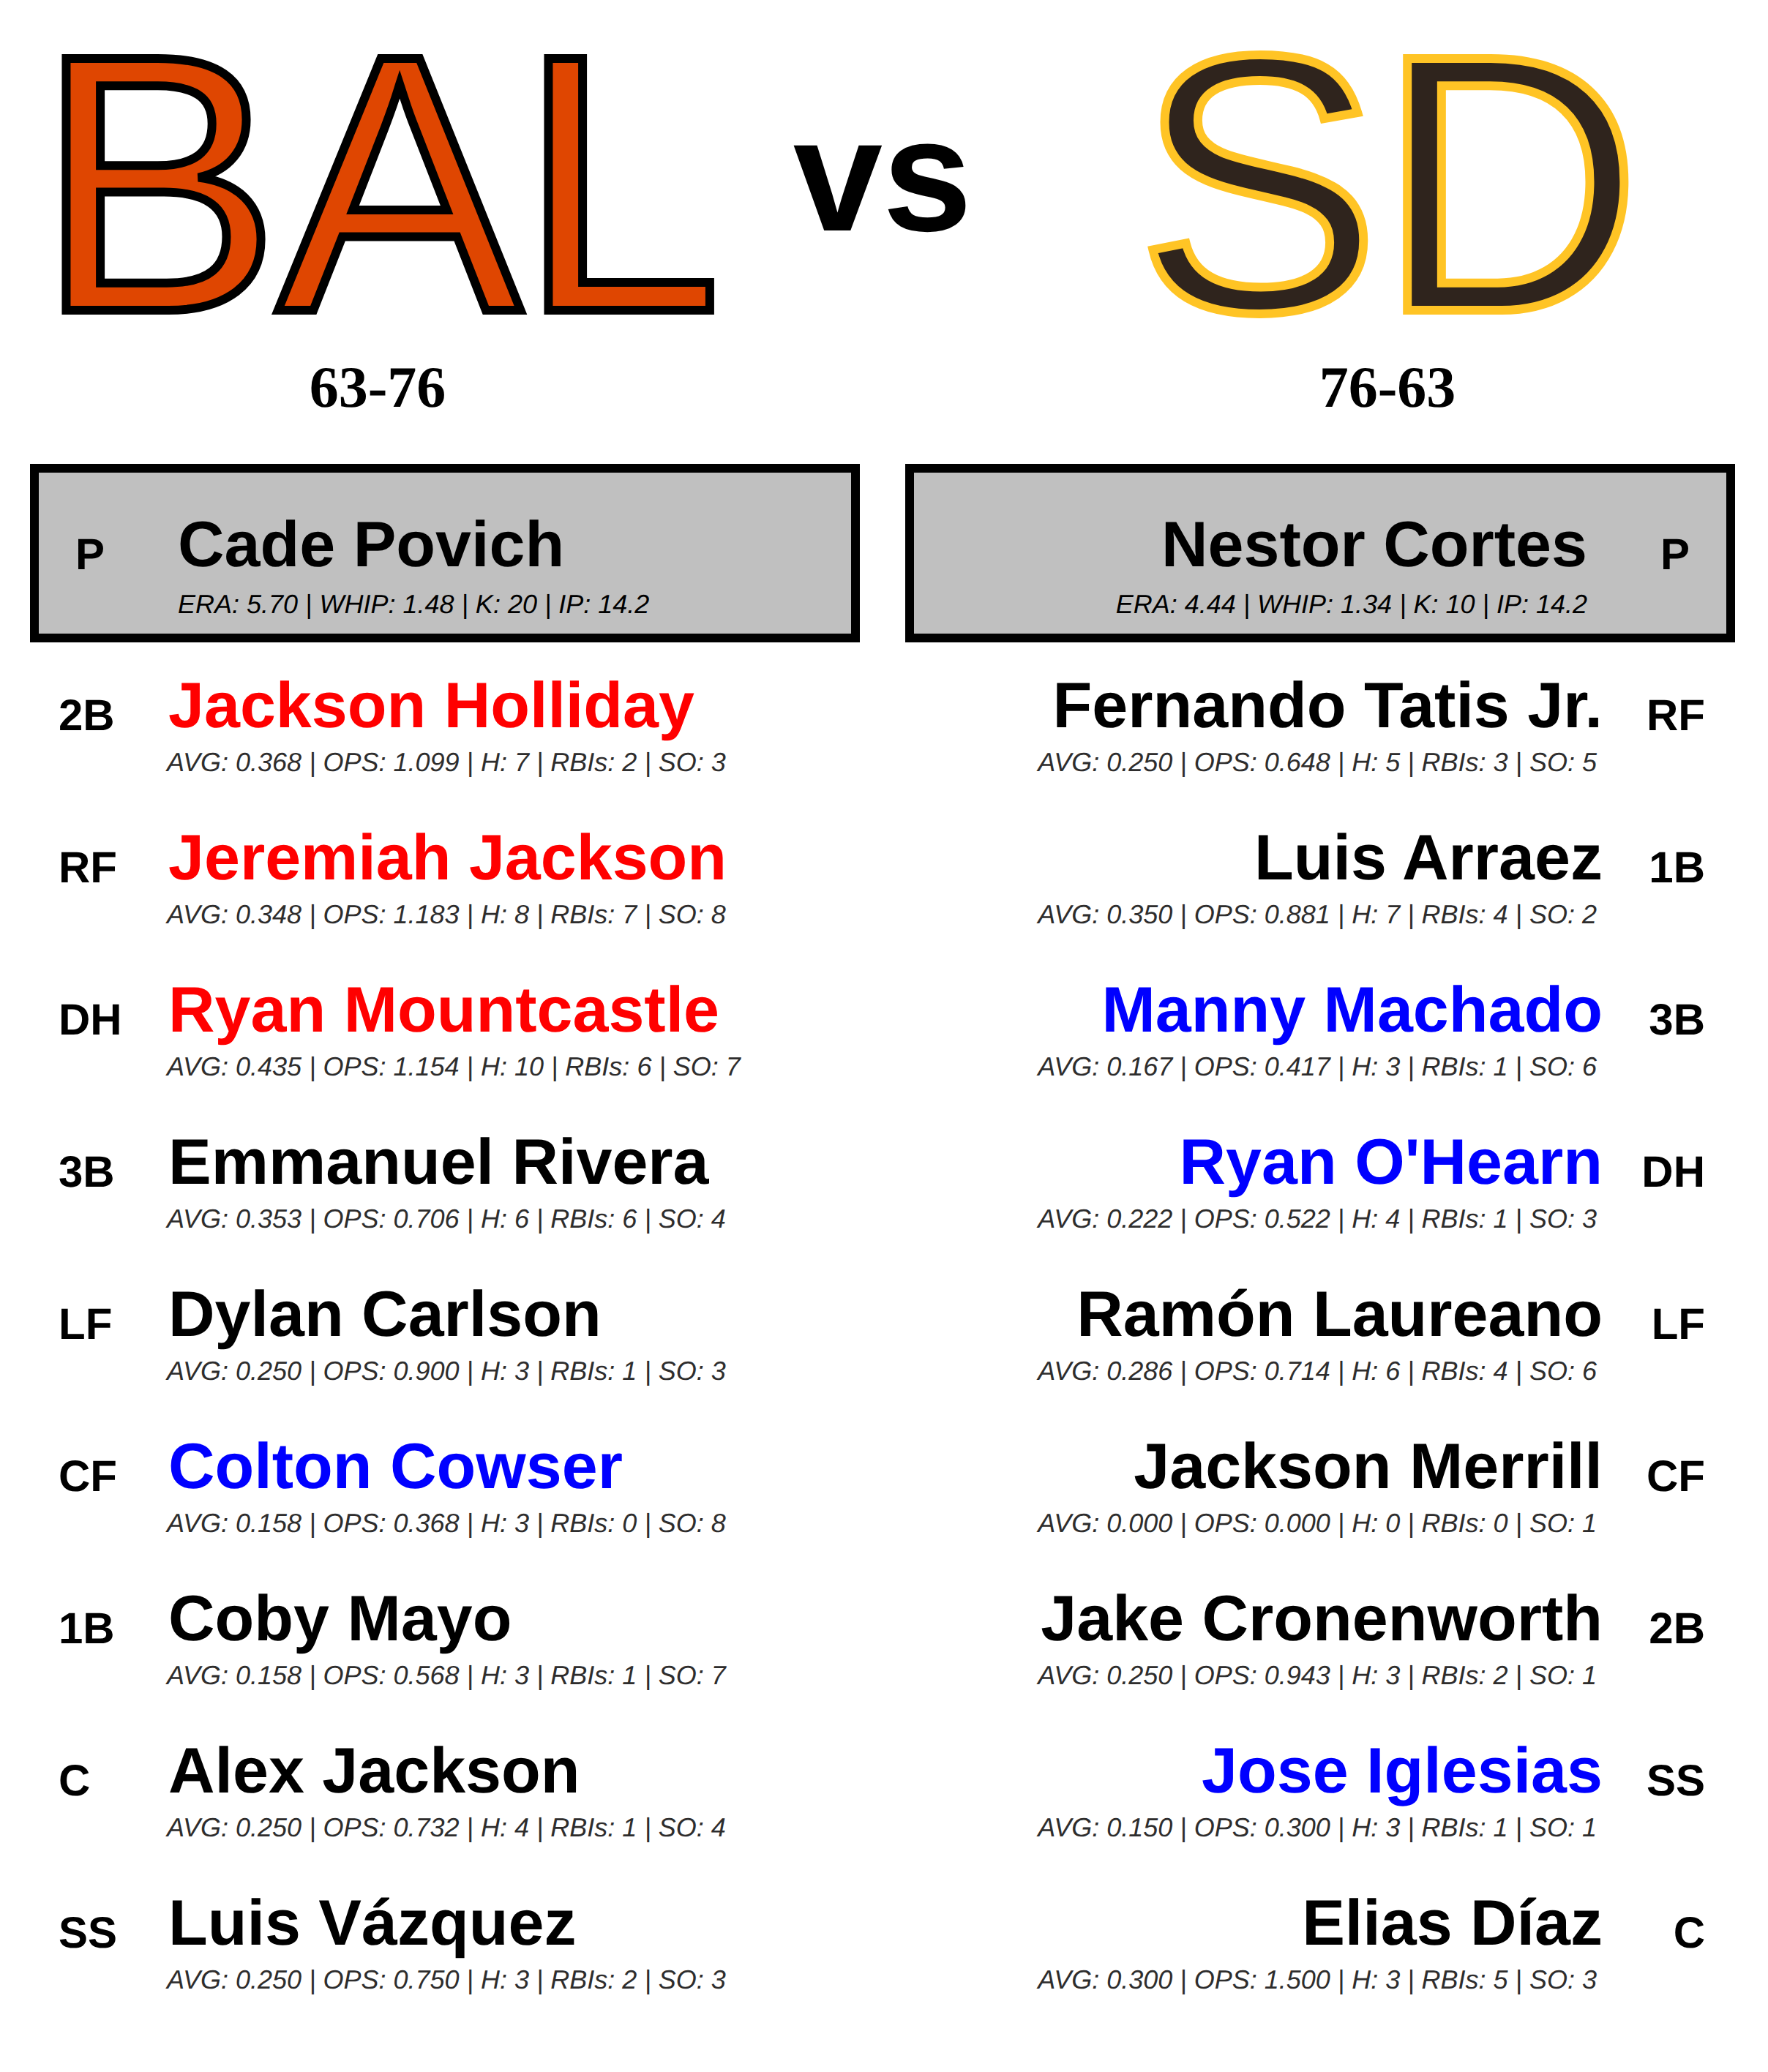 BAL vs SD
63-76 76-63
P Cade Povich
ERA: 5.70 | WHIP: 1.48 | K: 20 | IP: 14.2
Nestor Cortes P
ERA: 4.44 | WHIP: 1.34 | K: 10 | IP: 14.2
2B Jackson Holliday
AVG: 0.368 | OPS: 1.099 | H: 7 | RBIs: 2 | SO: 3
RF Jeremiah Jackson
AVG: 0.348 | OPS: 1.183 | H: 8 | RBIs: 7 | SO: 8
DH Ryan Mountcastle
AVG: 0.435 | OPS: 1.154 | H: 10 | RBIs: 6 | SO: 7
3B Emmanuel Rivera
AVG: 0.353 | OPS: 0.706 | H: 6 | RBIs: 6 | SO: 4
LF Dylan Carlson
AVG: 0.250 | OPS: 0.900 | H: 3 | RBIs: 1 | SO: 3
CF Colton Cowser
AVG: 0.158 | OPS: 0.368 | H: 3 | RBIs: 0 | SO: 8
1B Coby Mayo
AVG: 0.158 | OPS: 0.568 | H: 3 | RBIs: 1 | SO: 7
C Alex Jackson
AVG: 0.250 | OPS: 0.732 | H: 4 | RBIs: 1 | SO: 4
SS Luis Vázquez
AVG: 0.250 | OPS: 0.750 | H: 3 | RBIs: 2 | SO: 3
Fernando Tatis Jr. RF
AVG: 0.250 | OPS: 0.648 | H: 5 | RBIs: 3 | SO: 5
Luis Arraez 1B
AVG: 0.350 | OPS: 0.881 | H: 7 | RBIs: 4 | SO: 2
Manny Machado 3B
AVG: 0.167 | OPS: 0.417 | H: 3 | RBIs: 1 | SO: 6
Ryan O'Hearn DH
AVG: 0.222 | OPS: 0.522 | H: 4 | RBIs: 1 | SO: 3
Ramón Laureano LF
AVG: 0.286 | OPS: 0.714 | H: 6 | RBIs: 4 | SO: 6
Jackson Merrill CF
AVG: 0.000 | OPS: 0.000 | H: 0 | RBIs: 0 | SO: 1
Jake Cronenworth 2B
AVG: 0.250 | OPS: 0.943 | H: 3 | RBIs: 2 | SO: 1
Jose Iglesias SS
AVG: 0.150 | OPS: 0.300 | H: 3 | RBIs: 1 | SO: 1
Elias Díaz C
AVG: 0.300 | OPS: 1.500 | H: 3 | RBIs: 5 | SO: 3